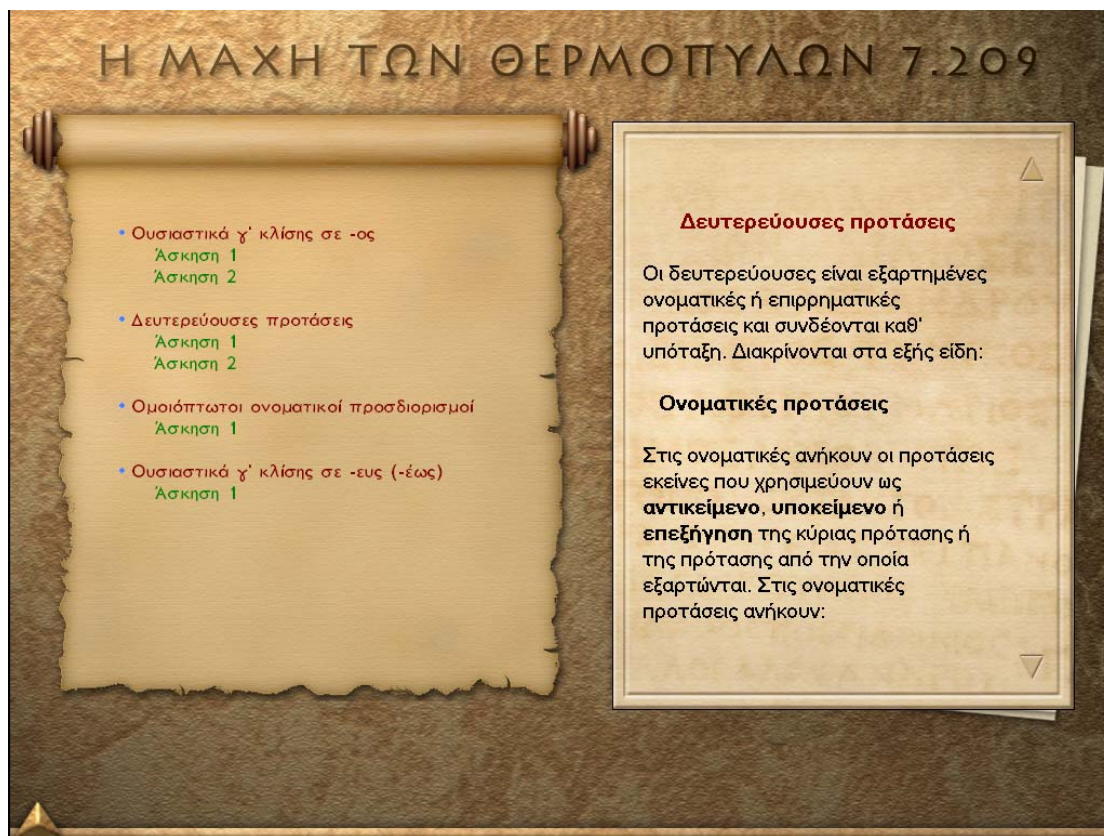 Η ΜΑΧΗ ΤΩΝ ΘΕΡΜΟΠΥΛΩΝ 7.209
• Ουσιαστικά γ' κλίσης σε -ος
Άσκηση 1
Άσκηση 2
• Δευτερεύουσες προτάσεις
Άσκηση 1
Άσκηση 2
• Ομοιόπτωτοι ονοματικοί προσδιορισμοί
Άσκηση 1
• Ουσιαστικά γ' κλίσης σε -ευς (-έως)
Άσκηση 1
Δευτερεύουσες προτάσεις
Οι δευτερεύουσες είναι εξαρτημένες
ονοματικές ή επιρρηματικές
προτάσεις και συνδέονται καθ'
υπόταξη. Διακρίνονται στα εξής είδη:
Ονοματικές προτάσεις
Στις ονοματικές ανήκουν οι προτάσεις
εκείνες που χρησιμεύουν ως
αντικείμενο, υποκείμενο ή
επεξήγηση της κύριας πρότασης ή
της πρότασης από την οποία
εξαρτώνται. Στις ονοματικές
προτάσεις ανήκουν: